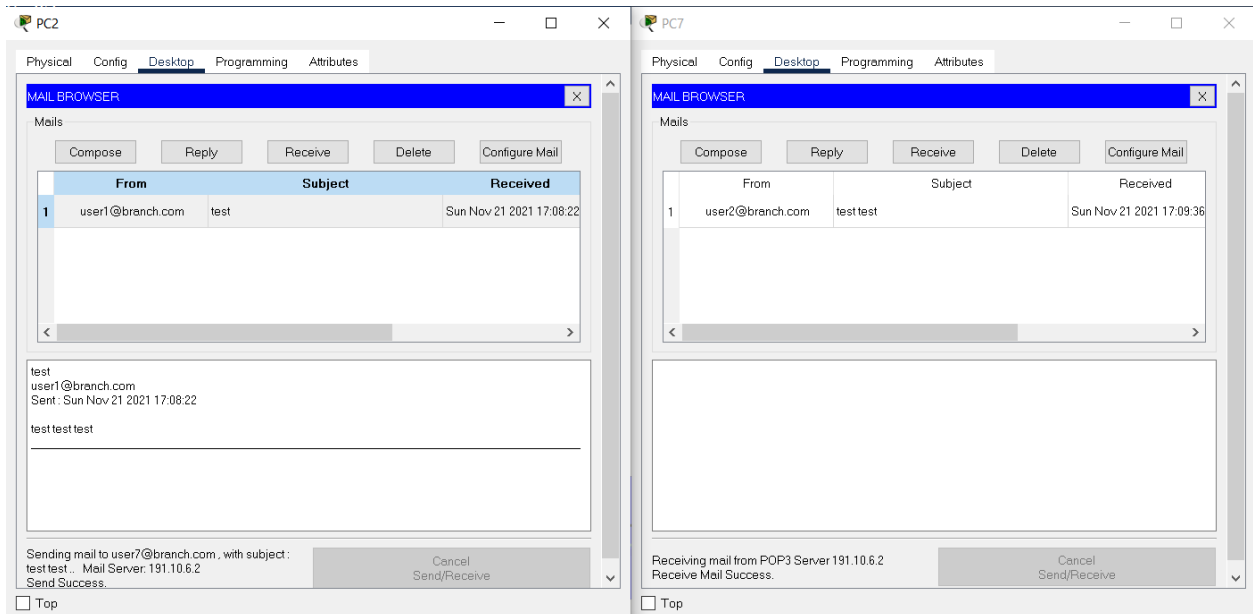 PC2
Physical Config Desktop Programming Attributes
MAIL BROWSER X
Mails
Compose Reply Receive Delete Configure Mail
From Subject Received
1 user1@branch.com test Sun Nov 21 2021 17:08:22
test
user1@branch.com
Sent : Sun Nov 21 2021 17:08:22
test test test
Sending mail to user7@branch.com , with subject :
test test .. Mail Server: 191.10.6.2
Send Success.
Cancel
Send/Receive
Top
PC7
Physical Config Desktop Programming Attributes
MAIL BROWSER X
Mails
Compose Reply Receive Delete Configure Mail
From Subject Received
1 user2@branch.com test test Sun Nov 21 2021 17:09:36
Receiving mail from POP3 Server 191.10.6.2
Receive Mail Success.
Cancel
Send/Receive
Top